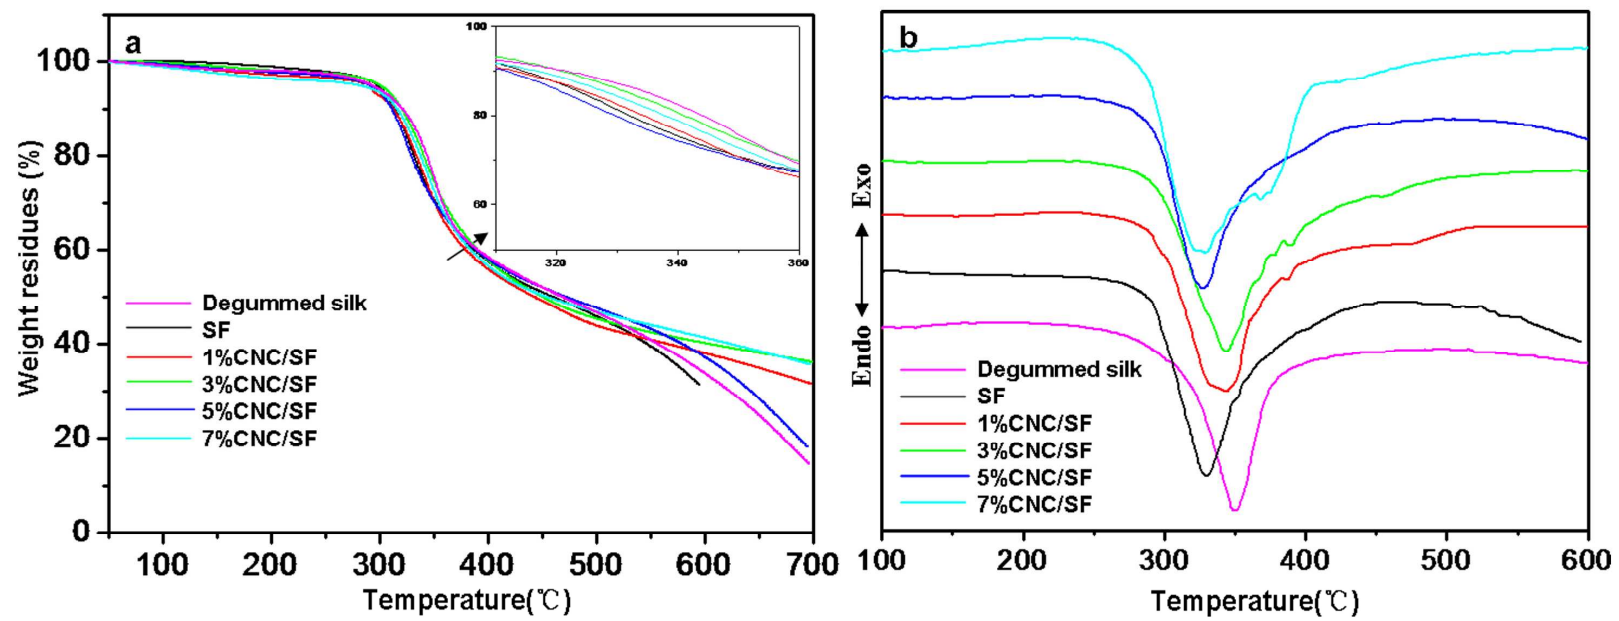 a
100
80
60
40
20
0
Weight residues (%)
100
80
60
320
340
360
Degummed silk
SF
1%CNC/SF
3%CNC/SF
5%CNC/SF
7%CNC/SF
100 200 300 400 500 600 700
Temperature(℃)
b
Endo
Exo
Degummed silk
SF
1%CNC/SF
3%CNC/SF
5%CNC/SF
7%CNC/SF
100 200 300 400 500 600
Temperature(℃)